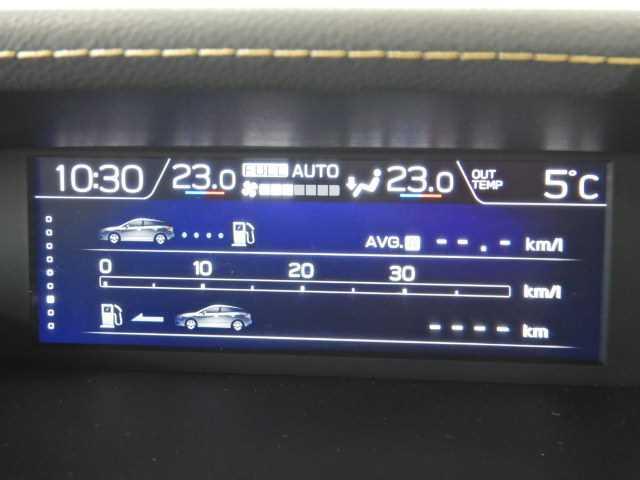 10:30 23.0 FULL AUTO 23.0 OUT TEMP 5°C
AVG. --.- km/l
0 10 20 30
km/l
---- km